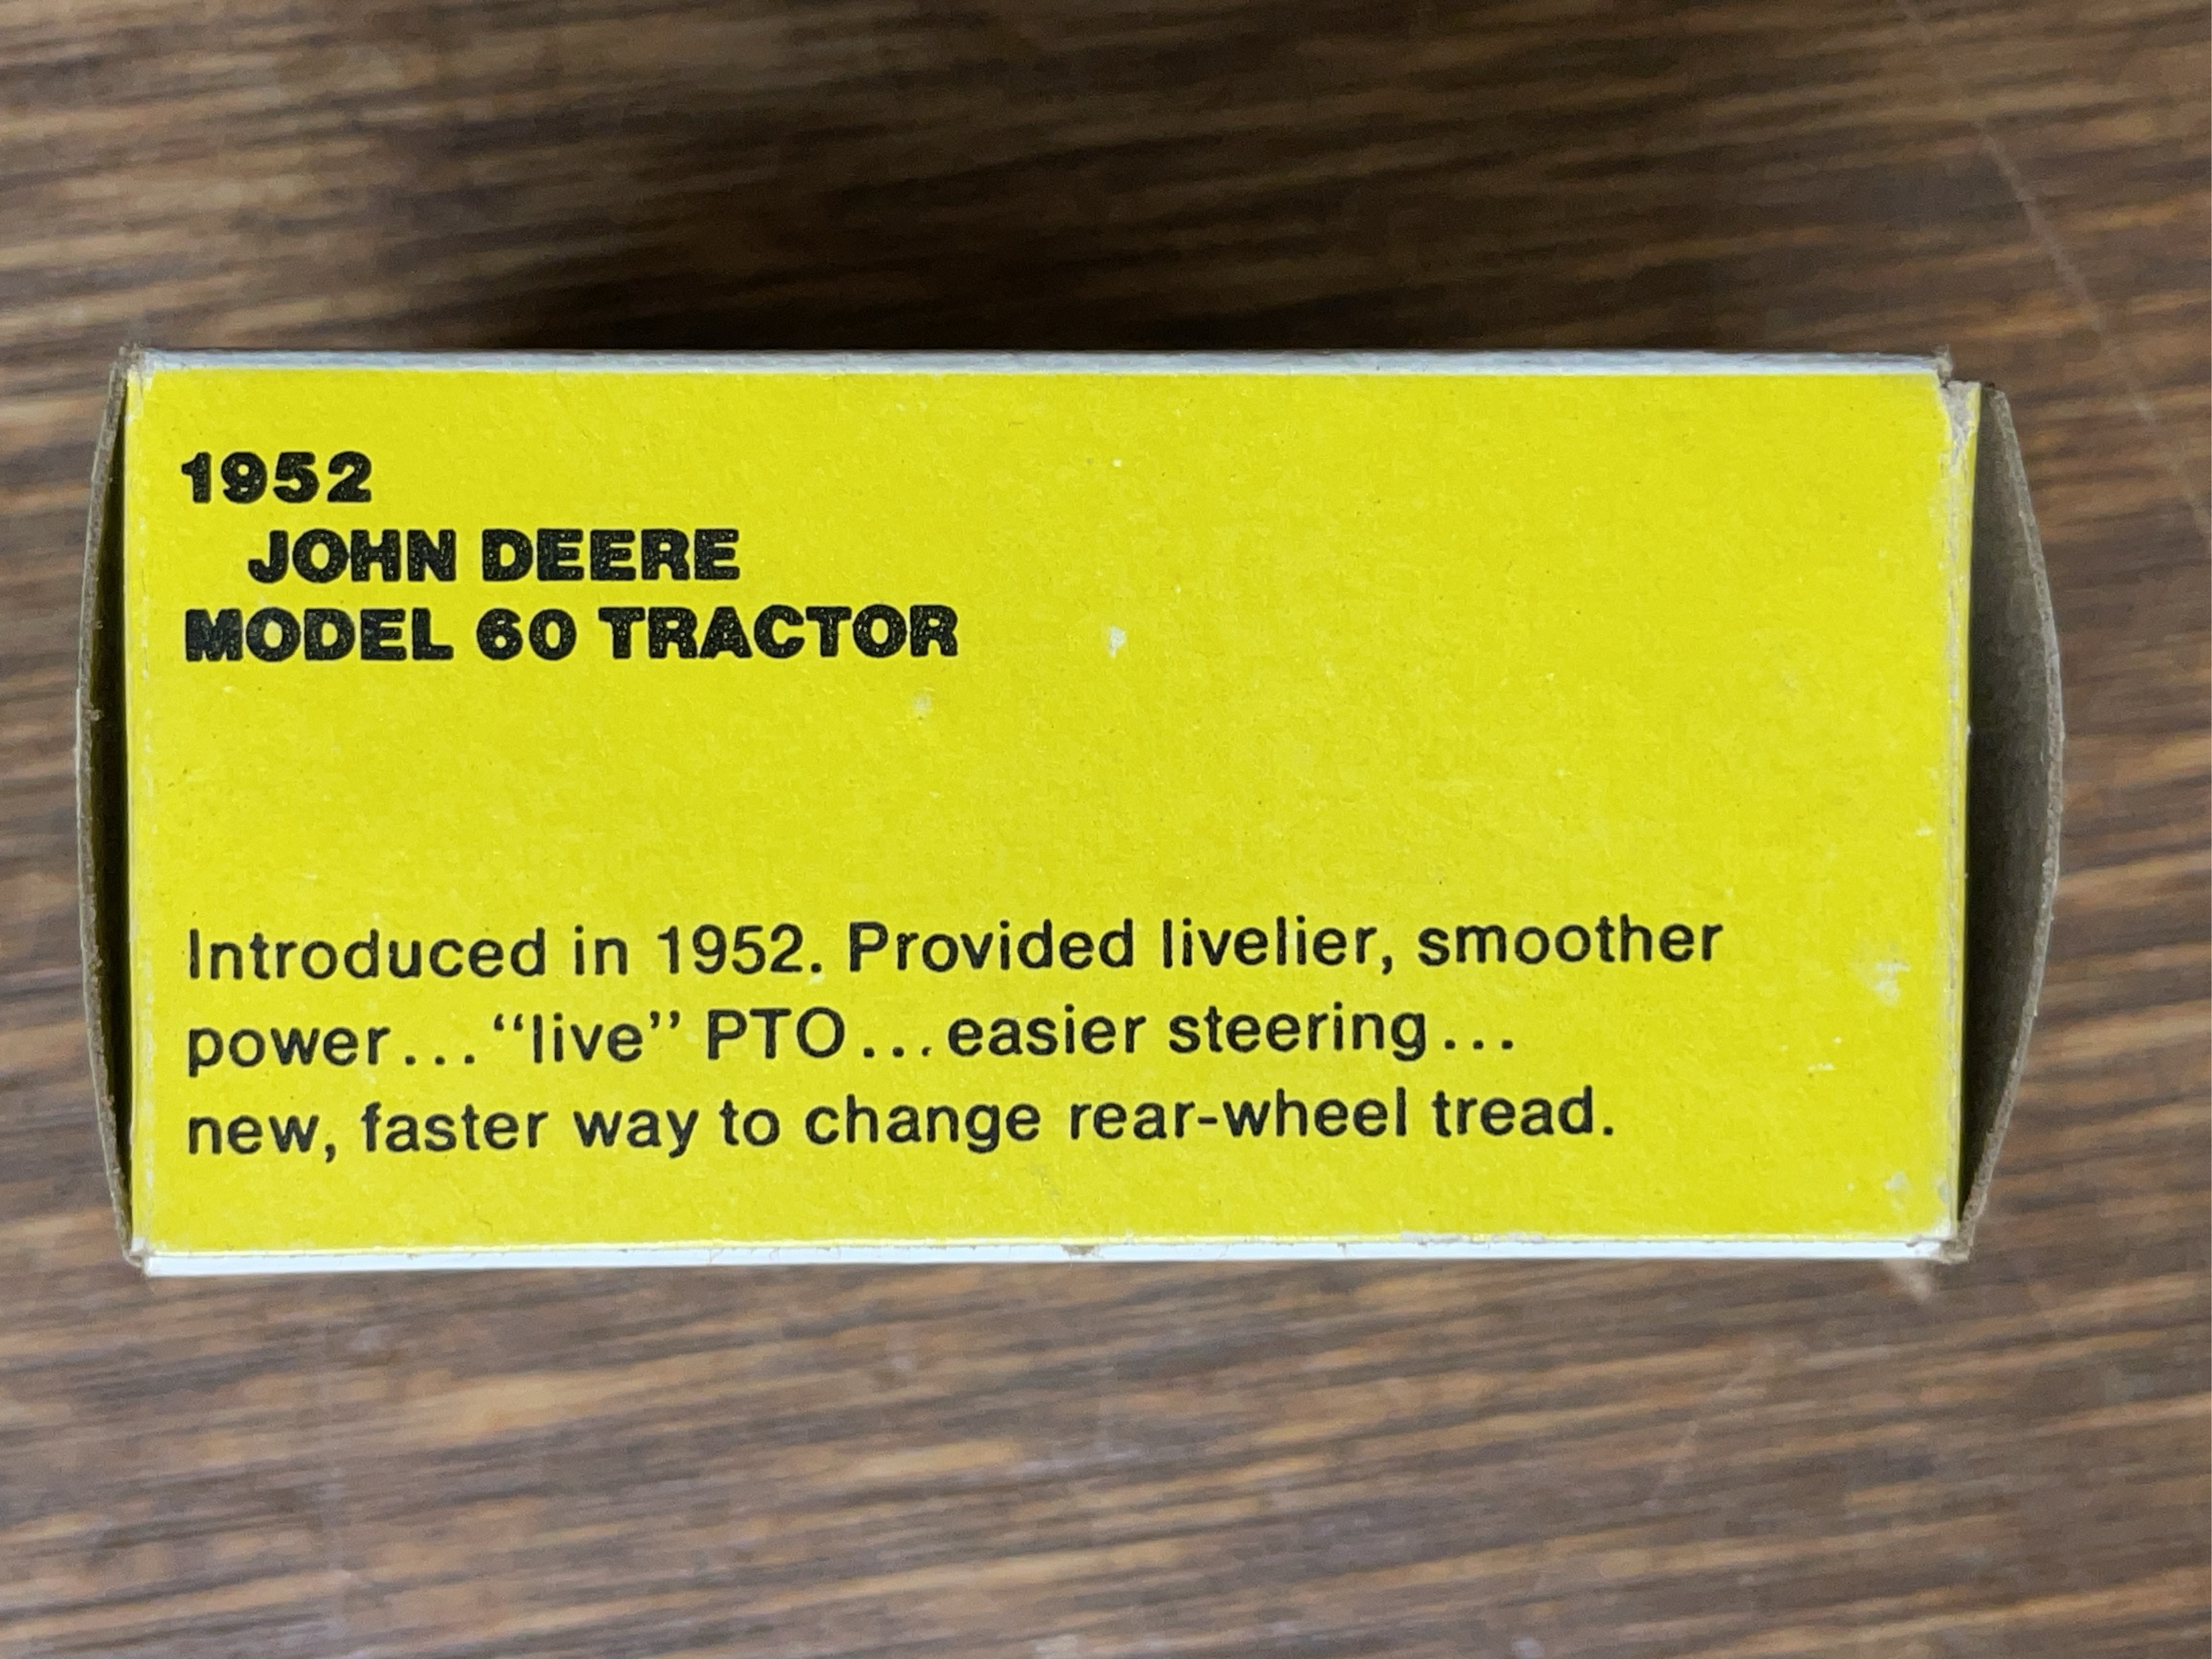 1952
JOHN DEERE
MODEL 60 TRACTOR
Introduced in 1952. Provided livelier, smoother
power... “live” PTO... easier steering...
new, faster way to change rear-wheel tread.